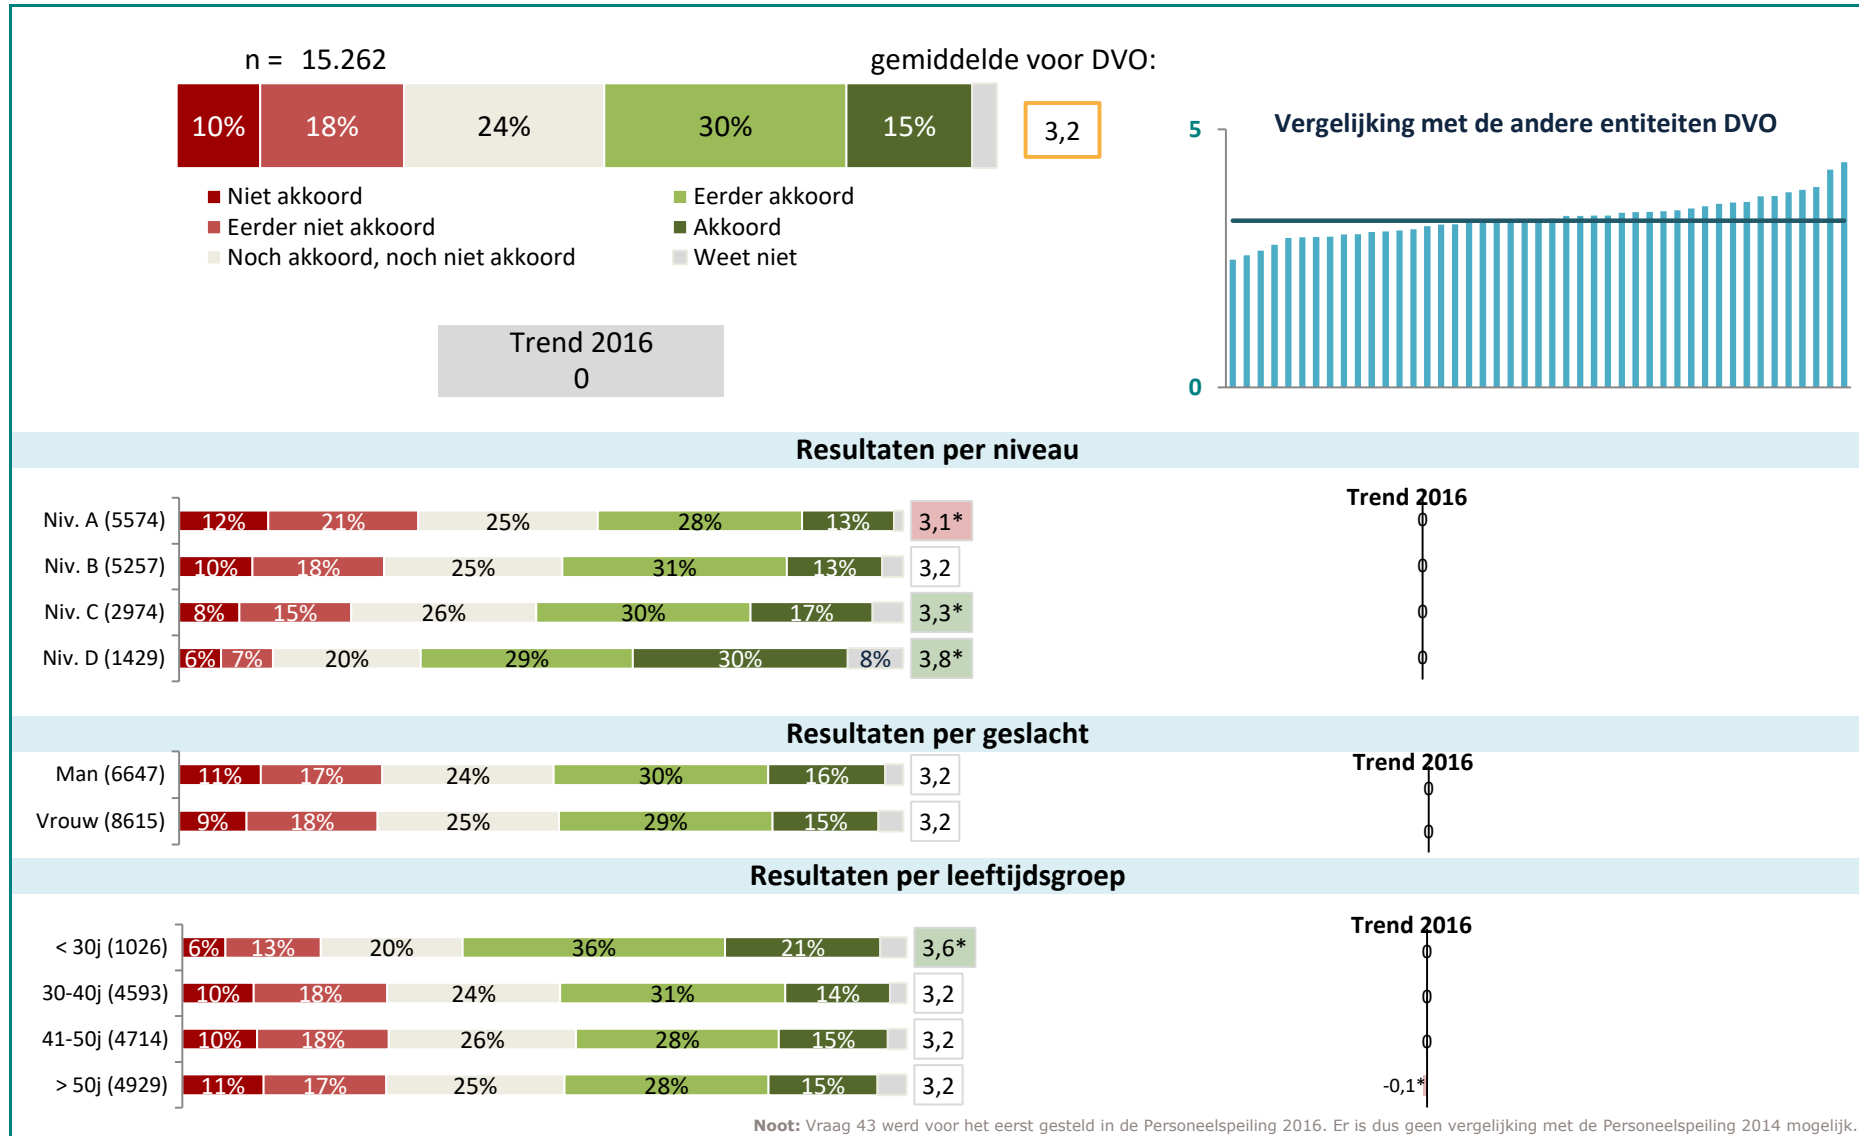 n = 15.262
gemiddelde voor DVO:
10% 18% 24% 30% 15%
3,2
Niet akkoord
Eerder akkoord
Eerder niet akkoord
Akkoord
Noch akkoord, noch niet akkoord
Weet niet
Trend 2016
0
Vergelijking met de andere entiteiten DVO
5
0
Resultaten per niveau
Trend 2016
Niv. A (5574) 12% 21% 25% 28% 13% 3,1* 0
Niv. B (5257) 10% 18% 25% 31% 13% 3,2 0
Niv. C (2974) 8% 15% 26% 30% 17% 3,3* 0
Niv. D (1429) 6% 7% 20% 29% 30% 8% 3,8* 0
Resultaten per geslacht
Trend 2016
Man (6647) 11% 17% 24% 30% 16% 3,2 0
Vrouw (8615) 9% 18% 25% 29% 15% 3,2 0
Resultaten per leeftijdsgroep
Trend 2016
< 30j (1026) 6% 13% 20% 36% 21% 3,6* 0
30-40j (4593) 10% 18% 24% 31% 14% 3,2 0
41-50j (4714) 10% 18% 26% 28% 15% 3,2 0
> 50j (4929) 11% 17% 25% 28% 15% 3,2 -0,1*
Noot: Vraag 43 werd voor het eerst gesteld in de Personeelspeiling 2016. Er is dus geen vergelijking met de Personeelspeiling 2014 mogelijk.